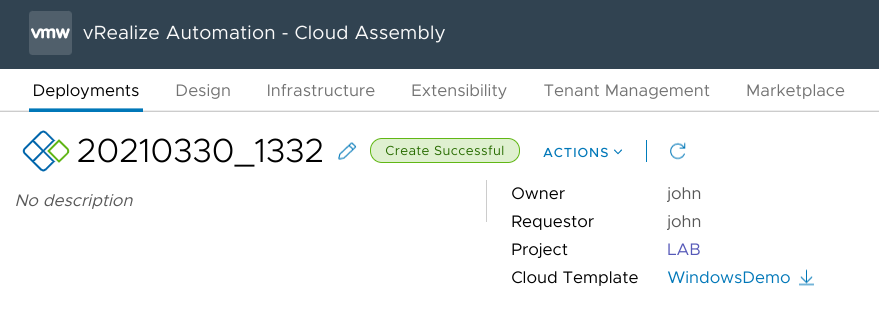 vmw vRealize Automation - Cloud Assembly
Deployments Design Infrastructure Extensibility Tenant Management Marketplace
20210330_1332 Create Successful ACTIONS
No description
Owner john
Requestor john
Project LAB
Cloud Template WindowsDemo